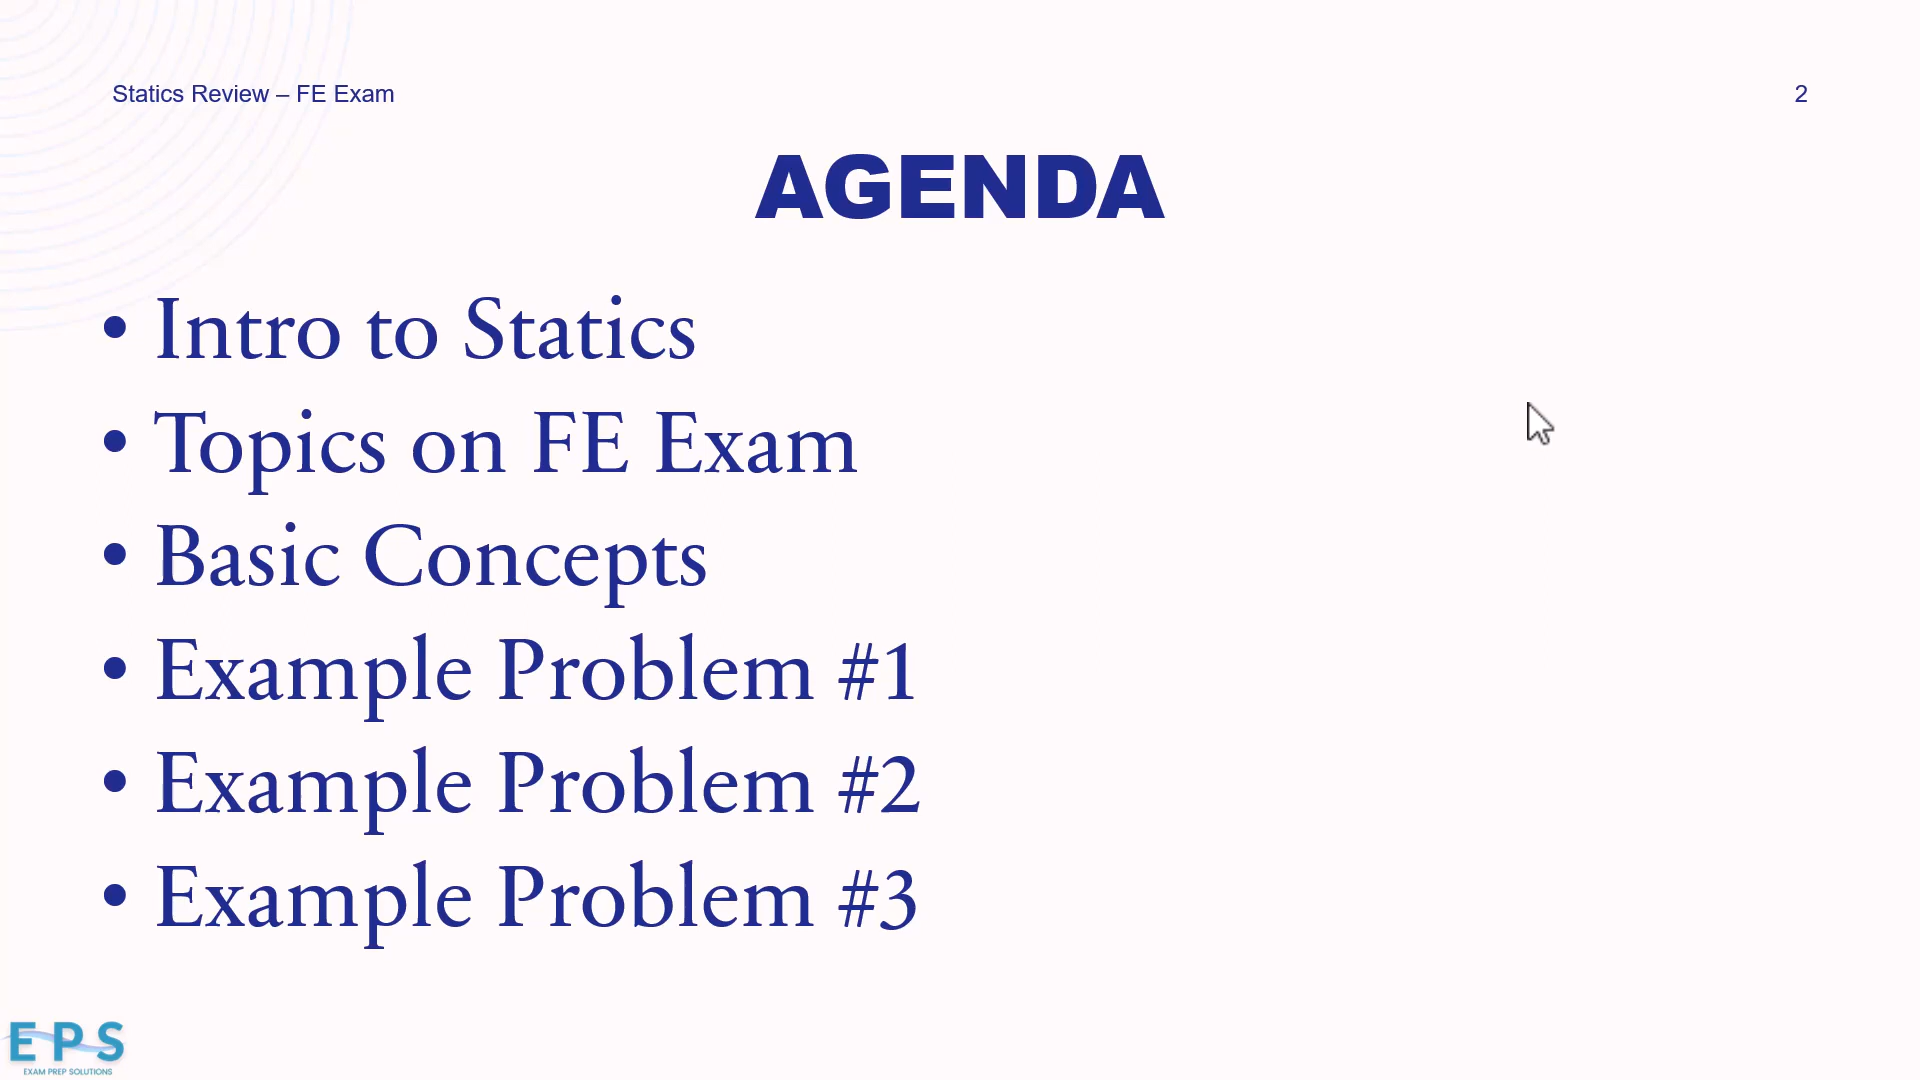 Statics Review – FE Exam
2
AGENDA
• Intro to Statics
• Topics on FE Exam
• Basic Concepts
• Example Problem #1
• Example Problem #2
• Example Problem #3
EPS
EXAM PREP SOLUTIONS